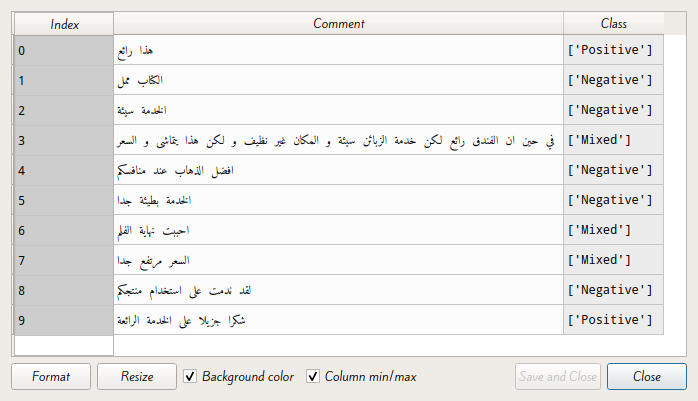 Index Comment Class
0 هذا رائع ['Positive']
1 الكتاب ممل ['Negative']
2 الخدمة سيئة ['Negative']
3 في حين ان الفندق رائع لكن خدمة الزبائن سيئة و المكان غير نظيف و لكن هذا يتماشى و السعر ['Mixed']
4 افضل الذهاب عند منافسكم ['Negative']
5 الخدمة بطيئة جدا ['Negative']
6 احببت نهاية الفلم ['Mixed']
7 السعر مرتفع جدا ['Mixed']
8 لقد ندمت على استخدام منتجكم ['Negative']
9 شكرا جزيلا على الخدمة الرائعة ['Positive']
Format Resize Background color Column min/max Save and Close Close